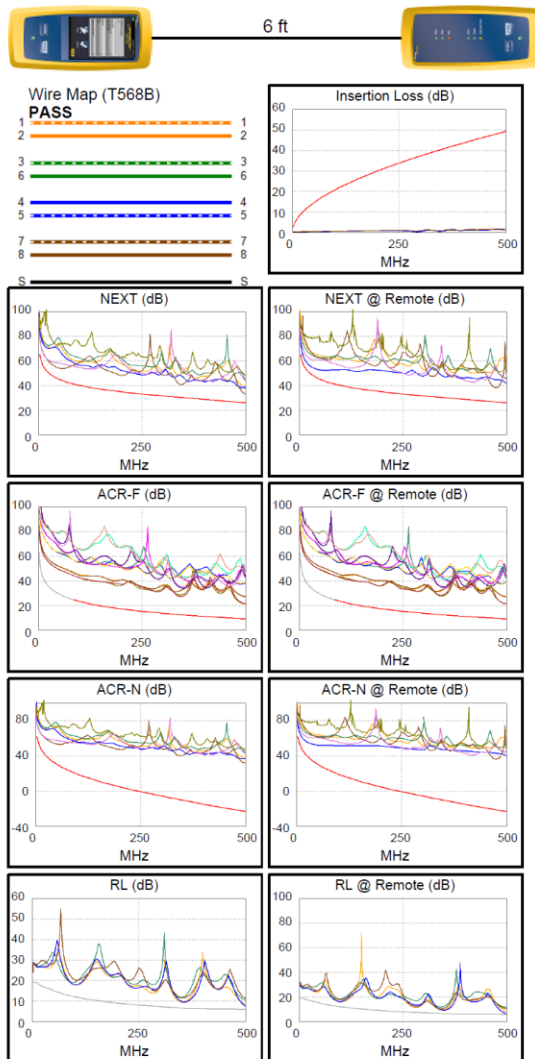 6 ft
Wire Map (T568B)
PASS
1 1
2 2
3 3
6 6
4 4
5 5
7 7
8 8
S S
Insertion Loss (dB)
60
50
40
30
20
10
0
0 250 500
MHz
NEXT (dB)
100
80
60
40
20
0
0 250 500
MHz
NEXT @ Remote (dB)
100
80
60
40
20
0
0 250 500
MHz
ACR-F (dB)
100
80
60
40
20
0
0 250 500
MHz
ACR-F @ Remote (dB)
100
80
60
40
20
0
0 250 500
MHz
ACR-N (dB)
80
40
0
-40
0 250 500
MHz
ACR-N @ Remote (dB)
80
40
0
-40
0 250 500
MHz
RL (dB)
60
50
40
30
20
10
0
0 250 500
MHz
RL @ Remote (dB)
100
80
60
40
20
0
0 250 500
MHz